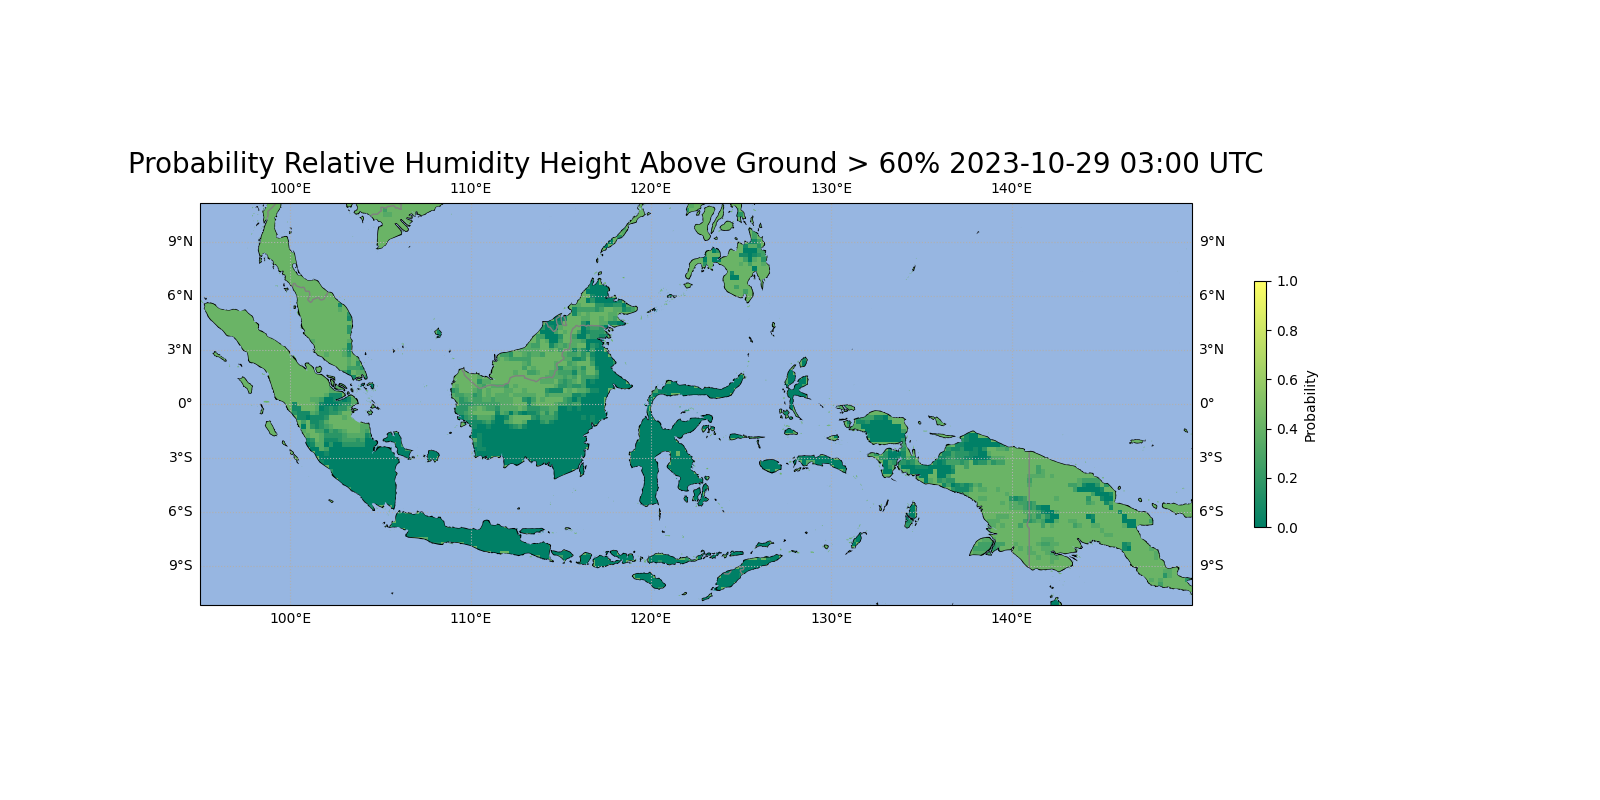 Probability Relative Humidity Height Above Ground > 60% 2023-10-29 03:00 UTC
100°E 110°E 120°E 130°E 140°E
9°N 9°N
6°N 6°N 1.0
0.8
3°N 3°N
0.6
0° 0°
0.4
3°S 3°S
0.2
6°S 6°S
0.0
9°S 9°S
100°E 110°E 120°E 130°E 140°E
Probability